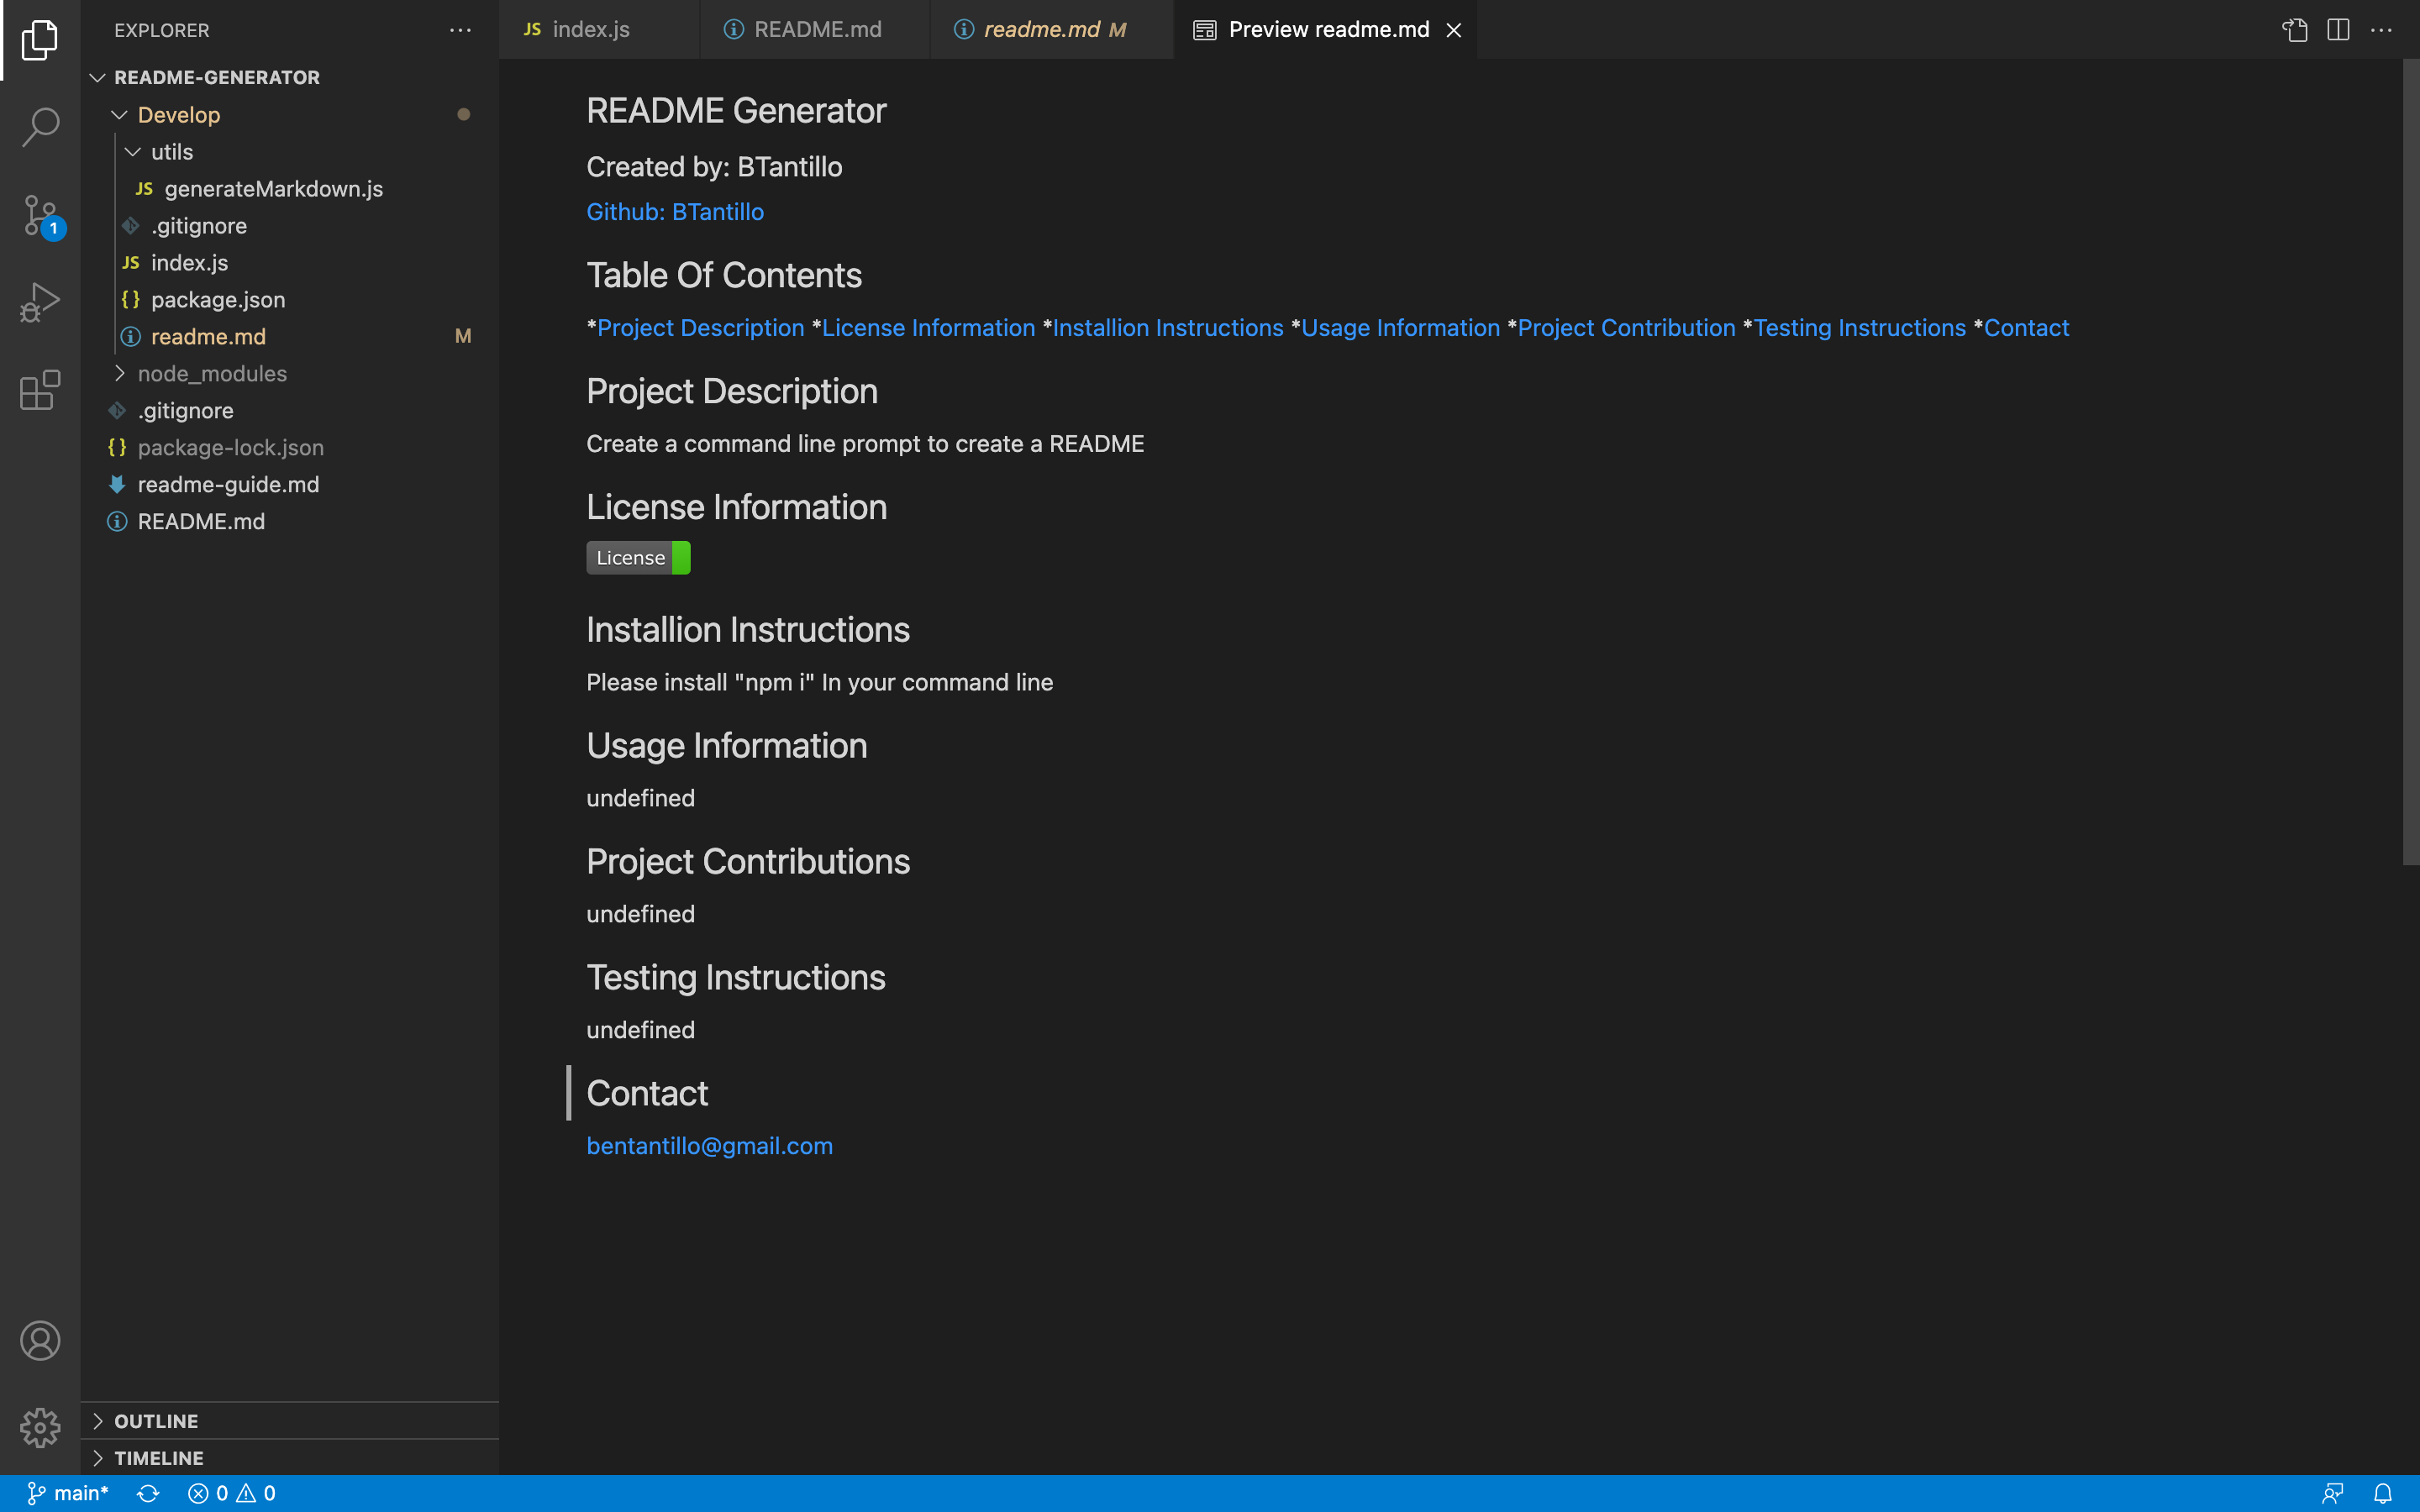 EXPLORER
README-GENERATOR
Develop
utils
JS generateMarkdown.js
.gitignore
JS index.js
{} package.json
readme.md M
node_modules
.gitignore
{} package-lock.json
readme-guide.md
README.md
OUTLINE
TIMELINE
JS index.js
README.md
readme.md M
Preview readme.md
README Generator
Created by: BTantillo
Github: BTantillo
Table Of Contents
*Project Description *License Information *Installion Instructions *Usage Information *Project Contribution *Testing Instructions *Contact
Project Description
Create a command line prompt to create a README
License Information
License
Installion Instructions
Please install "npm i" In your command line
Usage Information
undefined
Project Contributions
undefined
Testing Instructions
undefined
Contact
bentantillo@gmail.com
1
main* 0 0